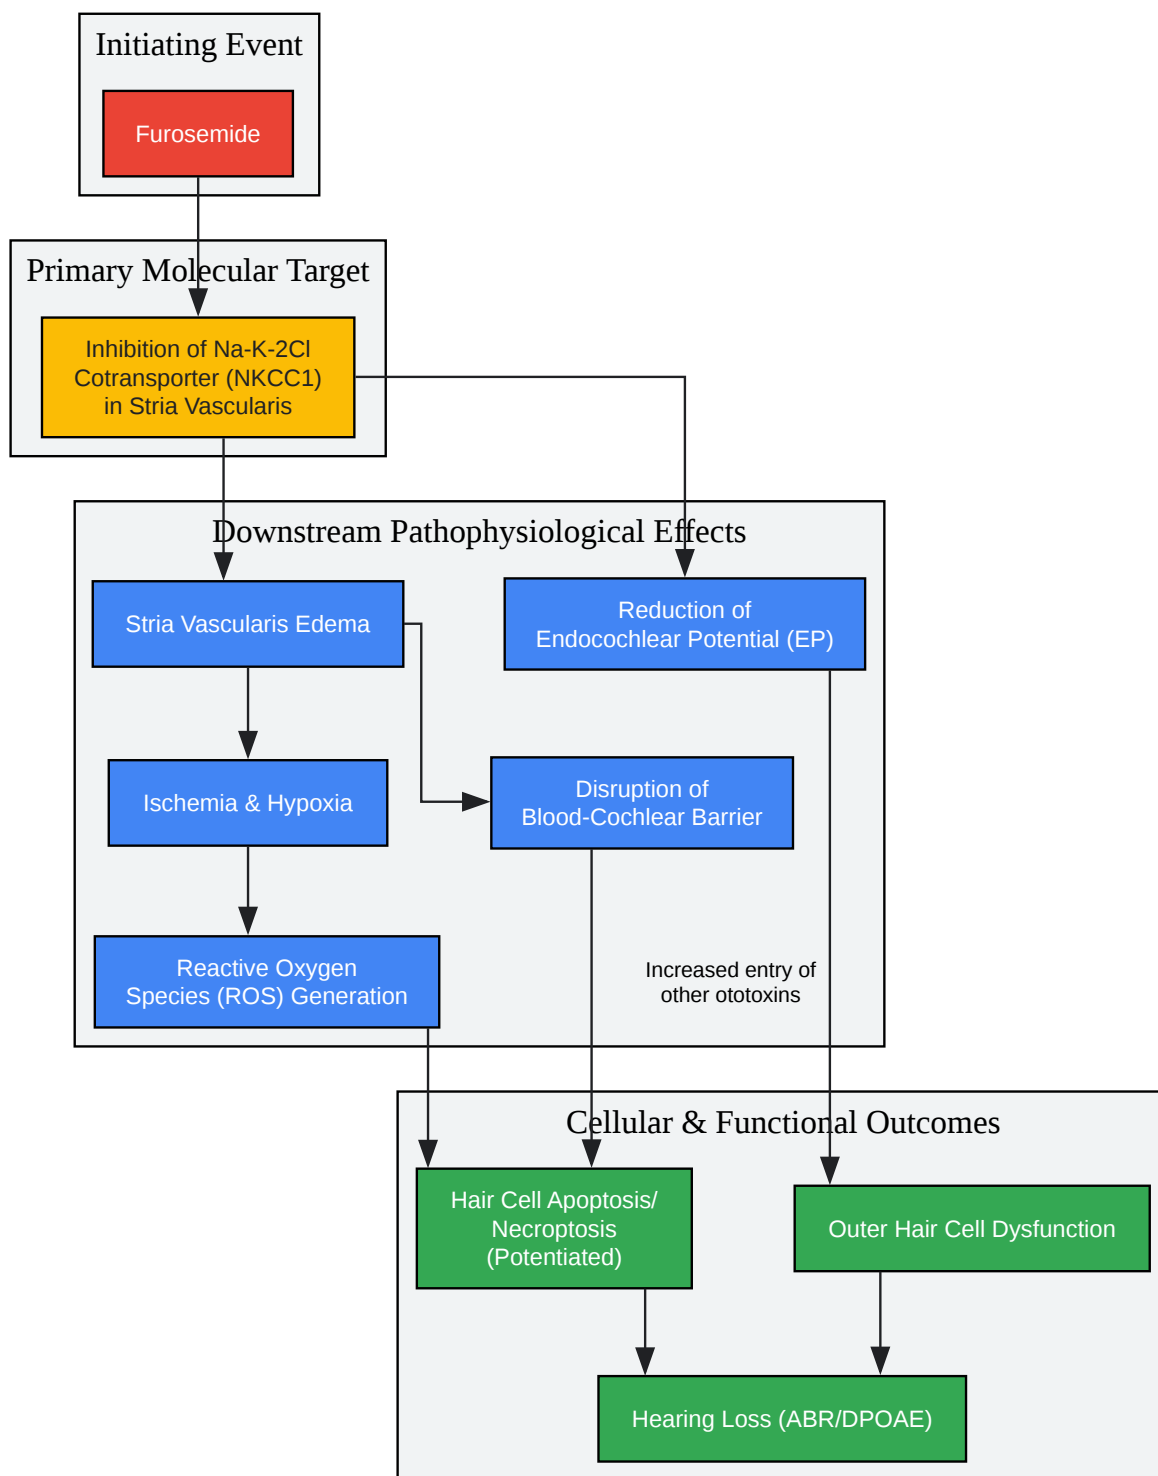 Initiating Event
Furosemide
Primary Molecular Target
Inhibition of Na-K-2Cl
Cotransporter (NKCC1)
in Stria Vascularis
Downstream Pathophysiological Effects
Stria Vascularis Edema
Reduction of
Endocochlear Potential (EP)
Ischemia & Hypoxia
Disruption of
Blood-Cochlear Barrier
Reactive Oxygen
Species (ROS) Generation
Increased entry of
other ototoxins
Cellular & Functional Outcomes
Hair Cell Apoptosis/
Necroptosis
(Potentiated)
Outer Hair Cell Dysfunction
Hearing Loss (ABR/DPOAE)